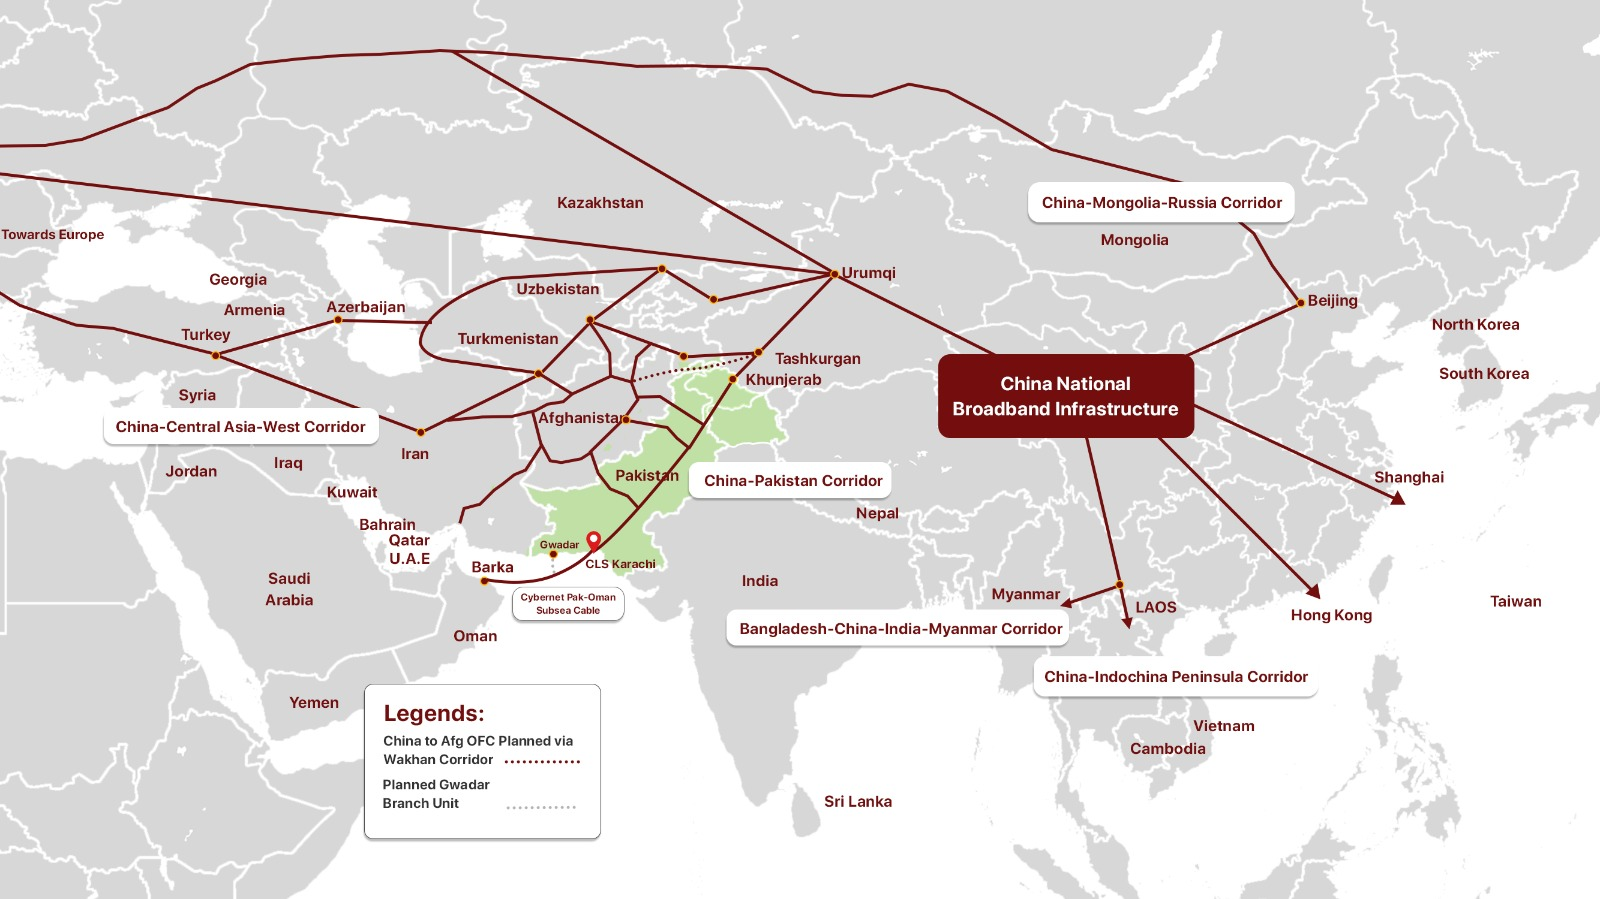 Kazakhstan
China-Mongolia-Russia Corridor
Towards Europe
Mongolia
Georgia
Urumqi
Uzbekistan
Armenia
Azerbaijan
Beijing
Turkey
Turkmenistan
North Korea
Tashkurgan
Khunjerab
South Korea
China National
Broadband Infrastructure
Syria
Afghanistan
China-Central Asia-West Corridor
Iran
Jordan
Iraq
Pakistan
China-Pakistan Corridor
Shanghai
Kuwait
Nepal
Bahrain
Qatar
U.A.E
Gwadar
CLS Karachi
Barka
Saudi
Arabia
India
Myanmar
LAOS
Cybernet Pak-Oman
Subsea Cable
Hong Kong
Taiwan
Oman
Bangladesh-China-India-Myanmar Corridor
China-Indochina Peninsula Corridor
Yemen
Vietnam
Cambodia
Legends:
China to Afg OFC Planned via
Wakhan Corridor
Planned Gwadar
Branch Unit
Sri Lanka